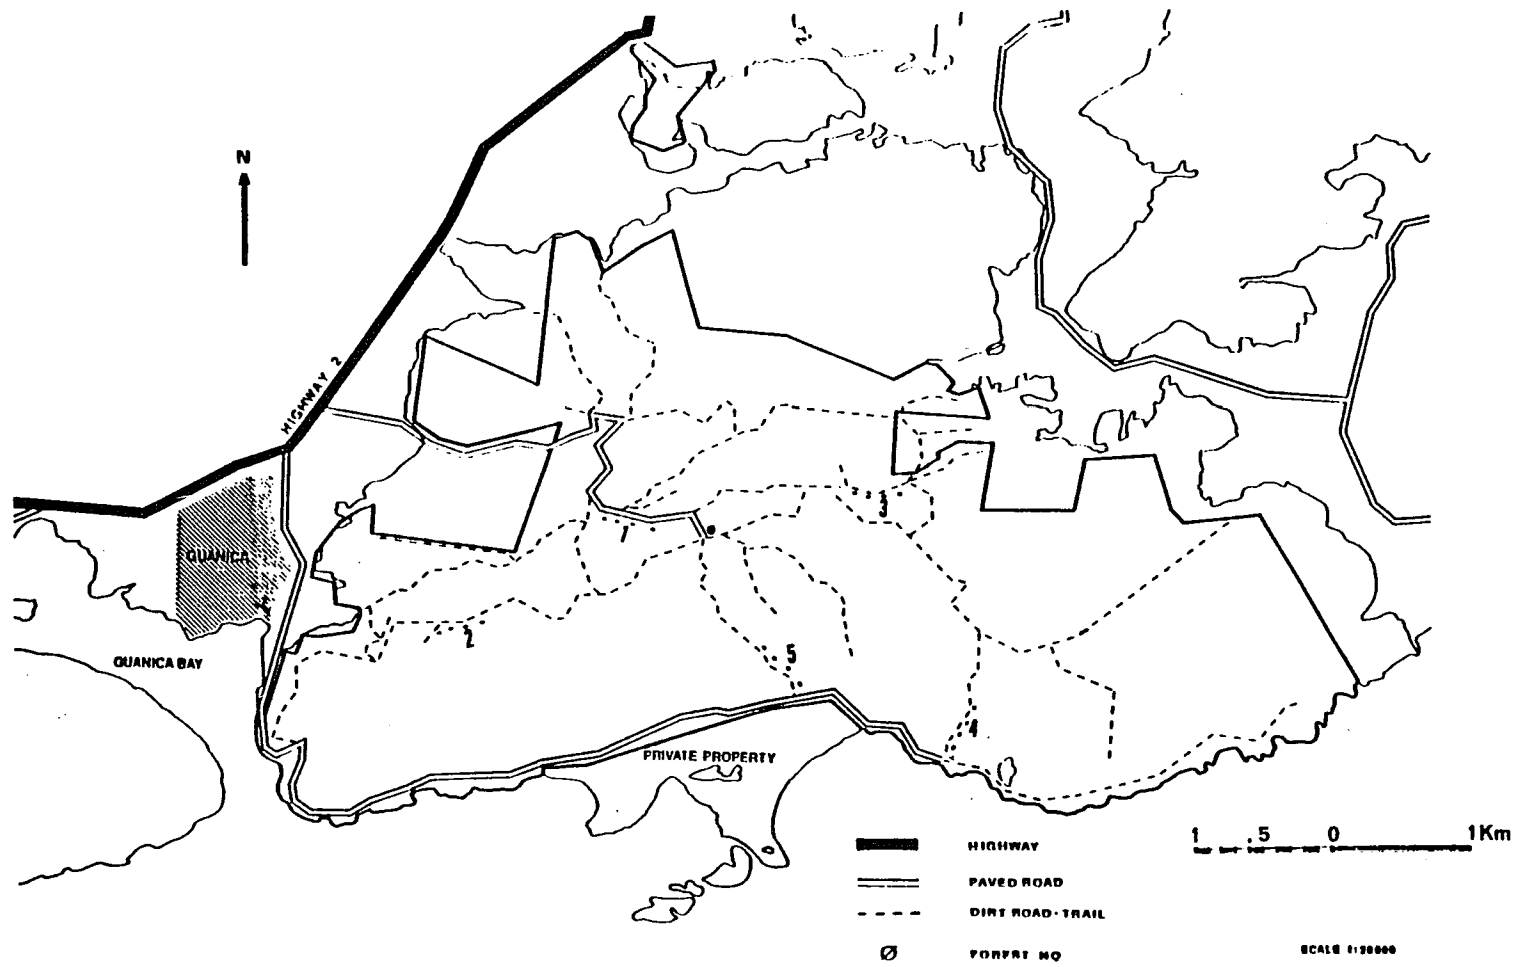 N
HIGHWAY 2
GUANICA
GUANICA BAY
1
2
3
4
5
PRIVATE PROPERTY
HIGHWAY
PAVED ROAD
DIRT ROAD-TRAIL
Ø FOREST HQ
1 .5 0 1Km
SCALE